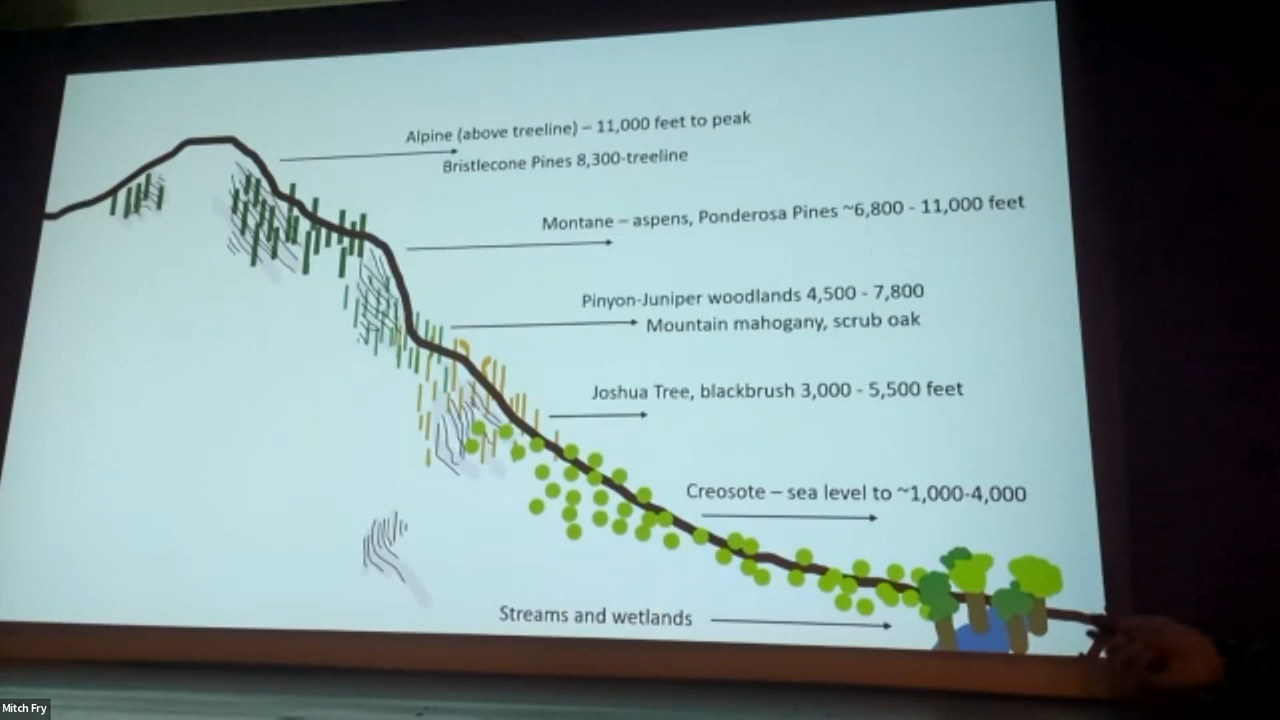 Alpine (above treeline) – 11,000 feet to peak
Bristlecone Pines 8,300-treeline
Montane – aspens, Ponderosa Pines ~6,800 - 11,000 feet
Pinyon-Juniper woodlands 4,500 - 7,800
Mountain mahogany, scrub oak
Joshua Tree, blackbrush 3,000 - 5,500 feet
Creosote – sea level to ~1,000-4,000
Streams and wetlands
Mitch Fry